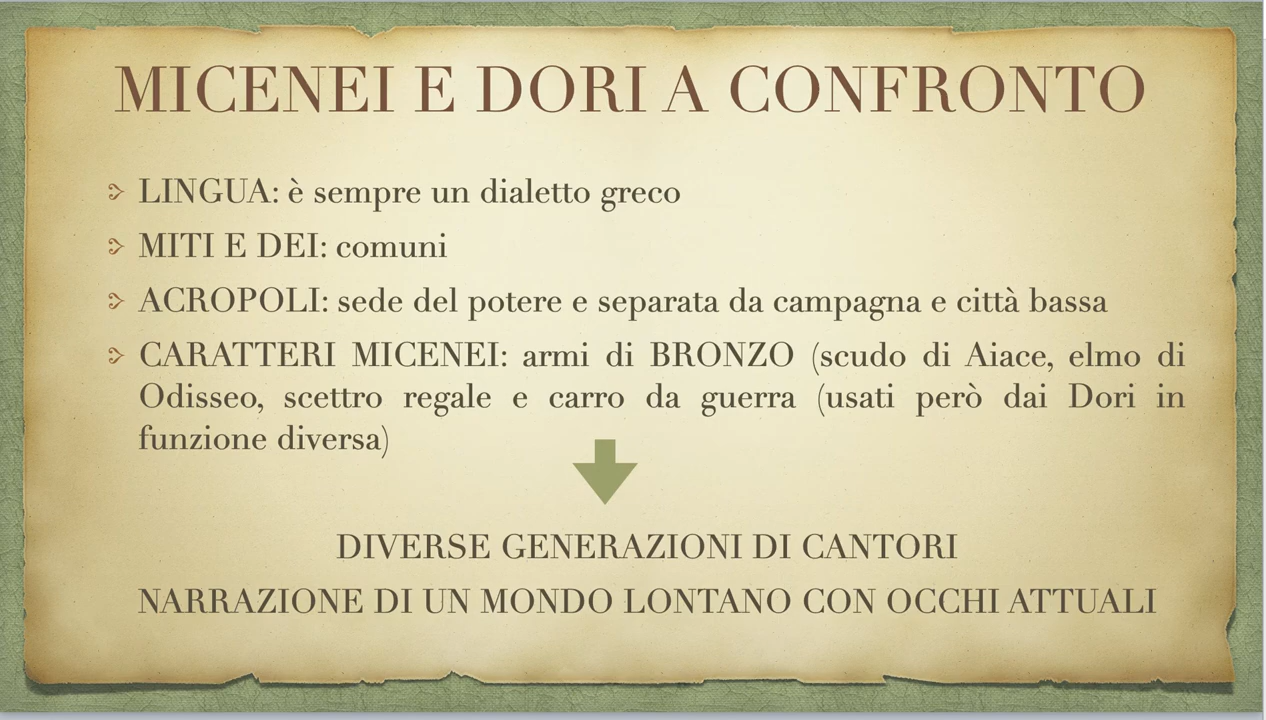 MICENEI E DORI A CONFRONTO
LINGUA: è sempre un dialetto greco
MITI E DEI: comuni
ACROPOLI: sede del potere e separata da campagna e città bassa
CARATTERI MICENEI: armi di BRONZO (scudo di Aiace, elmo di
Odisseo, scettro regale e carro da guerra (usati però dai Dori in
funzione diversa)
DIVERSE GENERAZIONI DI CANTORI
NARRAZIONE DI UN MONDO LONTANO CON OCCHI ATTUALI